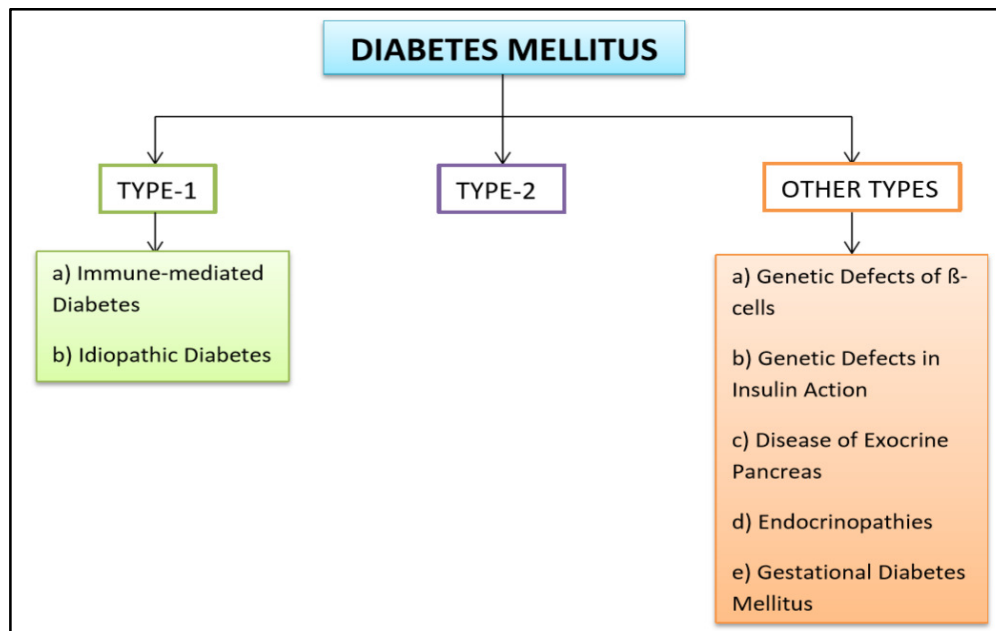 DIABETES MELLITUS
TYPE-1
TYPE-2
OTHER TYPES
a) Immune-mediated
Diabetes
b) Idiopathic Diabetes
a) Genetic Defects of ß-
cells
b) Genetic Defects in
Insulin Action
c) Disease of Exocrine
Pancreas
d) Endocrinopathies
e) Gestational Diabetes
Mellitus